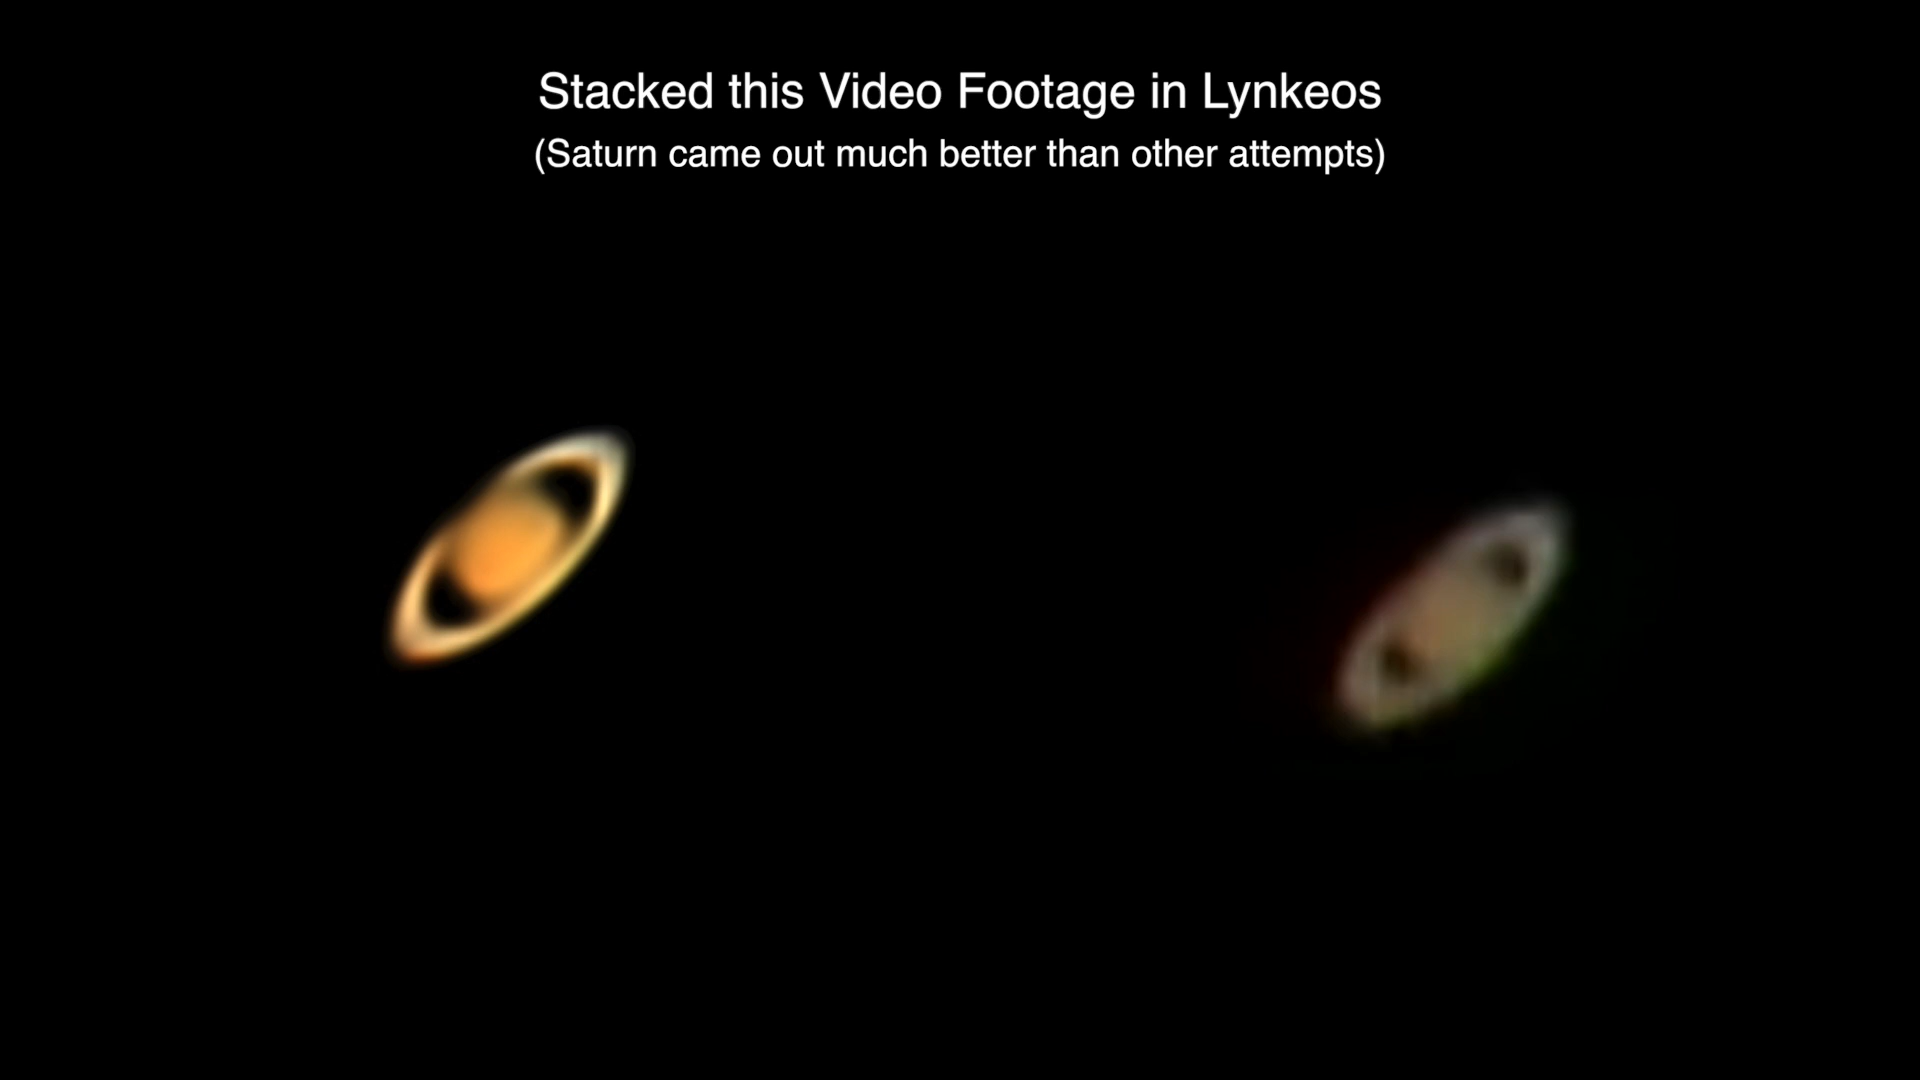 Stacked this Video Footage in Lynkeos
(Saturn came out much better than other attempts)